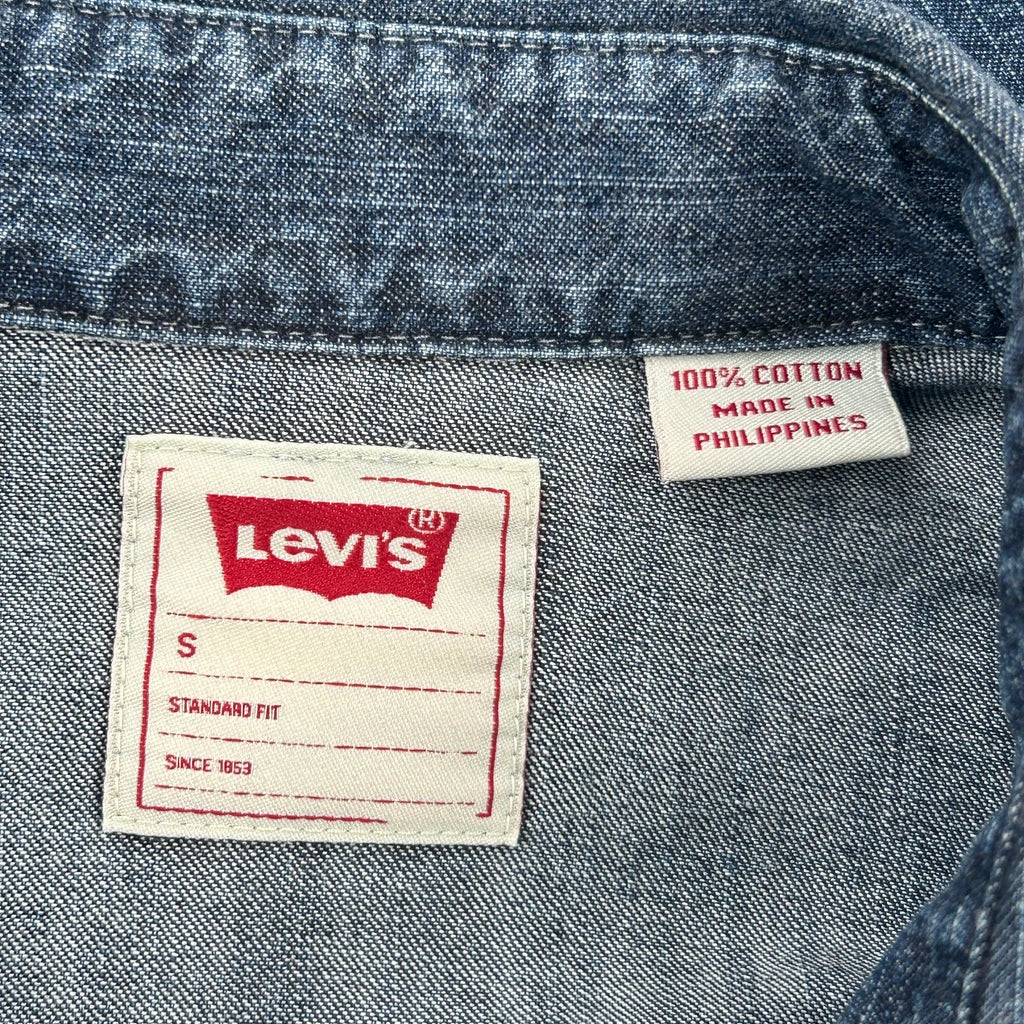 100% COTTON
MADE IN
PHILIPPINES
LEVI'S®
S
STANDARD FIT
SINCE 1853